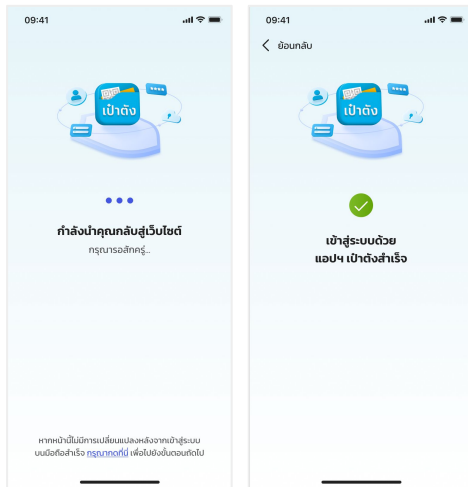 09:41
เป๋าตัง
กำลังนำคุณกลับสู่เว็บไซต์
กรุณารอสักครู่..
หากหน้านี้ไม่มีการเปลี่ยนแปลงหลังจากเข้าสู่ระบบ
บนมือถือสำเร็จ กรุณากดที่นี่ เพื่อไปยังขั้นตอนถัดไป
09:41
ย้อนกลับ
เป๋าตัง
เข้าสู่ระบบด้วย
แอปฯ เป๋าตังสำเร็จ